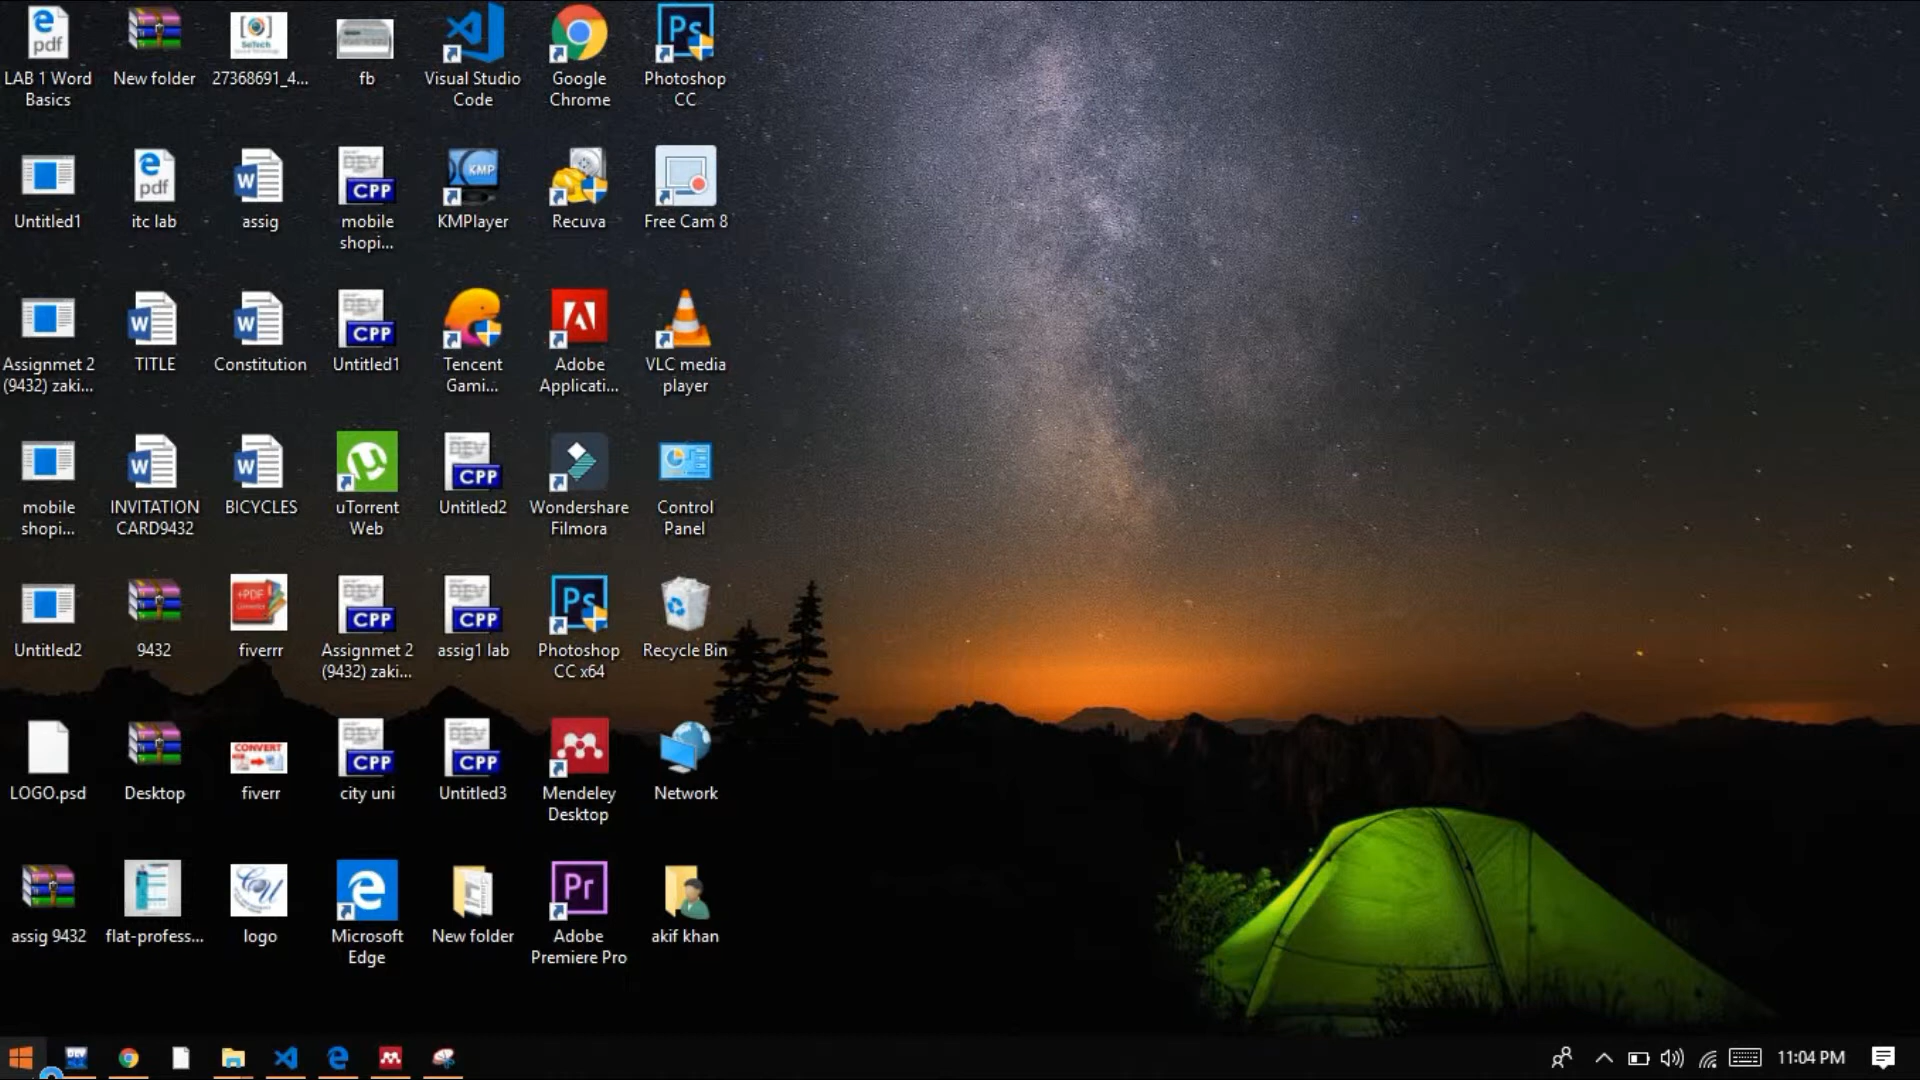 LAB 1 Word
Basics
New folder
27368691_4...
fb
Visual Studio
Code
Google
Chrome
Photoshop
CC
Untitled1
itc lab
assig
mobile
shopi...
KMPlayer
Recuva
Free Cam 8
Assignmet 2
(9432) zaki...
TITLE
Constitution
Untitled1
Tencent
Gami...
Adobe
Applicati...
VLC media
player
mobile
shopi...
INVITATION
CARD9432
BICYCLES
uTorrent
Web
Untitled2
Wondershare
Filmora
Control
Panel
Untitled2
9432
fiverrr
Assignmet 2
(9432) zaki...
assig1 lab
Photoshop
CC x64
Recycle Bin
LOGO.psd
Desktop
fiverr
city uni
Untitled3
Mendeley
Desktop
Network
assig 9432
flat-profess...
logo
Microsoft
Edge
New folder
Adobe
Premiere Pro
akif khan
11:04 PM